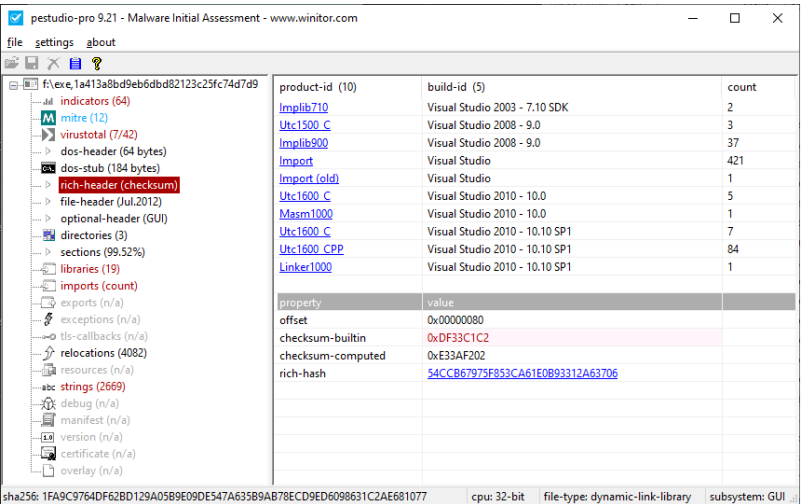 pestudio-pro 9.21 - Malware Initial Assessment - www.winitor.com
file settings about
f:\exe,1a413a8bd9eb6dbd82123c25fc74d7d9
indicators (64)
mitre (12)
virustotal (7/42)
dos-header (64 bytes)
dos-stub (184 bytes)
rich-header (checksum)
file-header (Jul.2012)
optional-header (GUI)
directories (3)
sections (99.52%)
libraries (19)
imports (count)
exports (n/a)
exceptions (n/a)
tls-callbacks (n/a)
relocations (4082)
resources (n/a)
abc strings (2669)
debug (n/a)
manifest (n/a)
1.0 version (n/a)
certificate (n/a)
overlay (n/a)
product-id (10) build-id (5) count
Implib710 Visual Studio 2003 - 7.10 SDK 2
Utc1500_C Visual Studio 2008 - 9.0 3
Implib900 Visual Studio 2008 - 9.0 37
Import Visual Studio 421
Import (old) Visual Studio 1
Utc1600_C Visual Studio 2010 - 10.0 5
Masm1000 Visual Studio 2010 - 10.0 1
Utc1600_C Visual Studio 2010 - 10.10 SP1 7
Utc1600_CPP Visual Studio 2010 - 10.10 SP1 84
Linker1000 Visual Studio 2010 - 10.10 SP1 1
property value
offset 0x00000080
checksum-builtin 0xDF33C1C2
checksum-computed 0xE33AF202
rich-hash 54CCB67975F853CA61E0B93312A63706
sha256: 1FA9C9764DF62BD129A05B9E09DE547A635B9AB78ECD9ED6098631C2AE681077 cpu: 32-bit file-type: dynamic-link-library subsystem: GUI